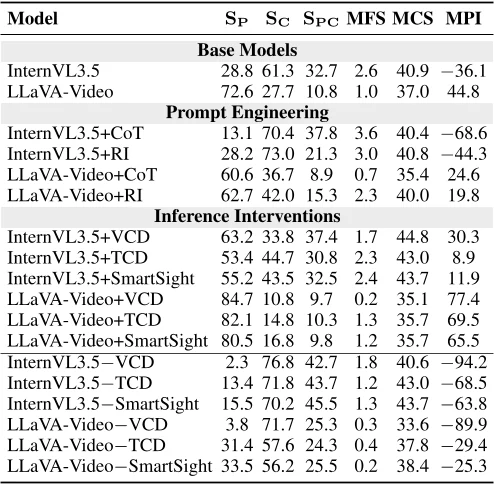 Model S_P S_C S_PC MFS MCS MPI
Base Models
InternVL3.5 28.8 61.3 32.7 2.6 40.9 −36.1
LLaVA-Video 72.6 27.7 10.8 1.0 37.0 44.8
Prompt Engineering
InternVL3.5+CoT 13.1 70.4 37.8 3.6 40.4 −68.6
InternVL3.5+RI 28.2 73.0 21.3 3.0 40.8 −44.3
LLaVA-Video+CoT 60.6 36.7 8.9 0.7 35.4 24.6
LLaVA-Video+RI 62.7 42.0 15.3 2.3 40.0 19.8
Inference Interventions
InternVL3.5+VCD 63.2 33.8 37.4 1.7 44.8 30.3
InternVL3.5+TCD 53.4 44.7 30.8 2.3 43.0 8.9
InternVL3.5+SmartSight 55.2 43.5 32.5 2.4 43.7 11.9
LLaVA-Video+VCD 84.7 10.8 9.7 0.2 35.1 77.4
LLaVA-Video+TCD 82.1 14.8 10.3 1.3 35.7 69.5
LLaVA-Video+SmartSight 80.5 16.8 9.8 1.2 35.7 65.5
InternVL3.5−VCD 2.3 76.8 42.7 1.8 40.6 −94.2
InternVL3.5−TCD 13.4 71.8 43.7 1.2 43.0 −68.5
InternVL3.5−SmartSight 15.5 70.2 45.5 1.3 43.7 −63.8
LLaVA-Video−VCD 3.8 71.7 25.3 0.3 33.6 −89.9
LLaVA-Video−TCD 31.4 57.6 24.3 0.4 37.8 −29.4
LLaVA-Video−SmartSight 33.5 56.2 25.5 0.2 38.4 −25.3